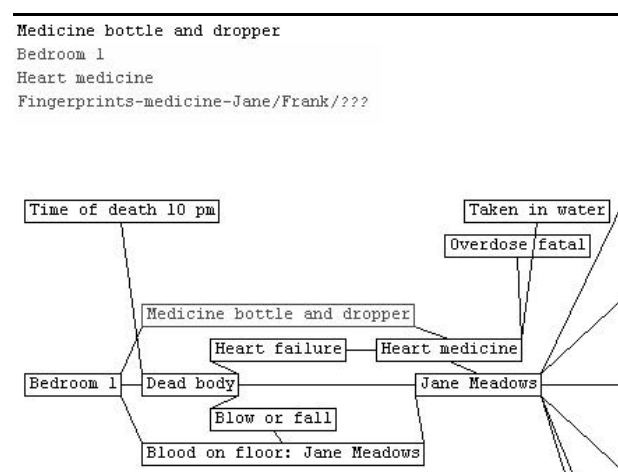 Medicine bottle and dropper
Bedroom 1
Heart medicine
Fingerprints-medicine-Jane/Frank/???
Time of death 10 pm
Taken in water
Overdose fatal
Medicine bottle and dropper
Heart failure
Heart medicine
Bedroom 1
Dead body
Jane Meadows
Blow or fall
Blood on floor: Jane Meadows